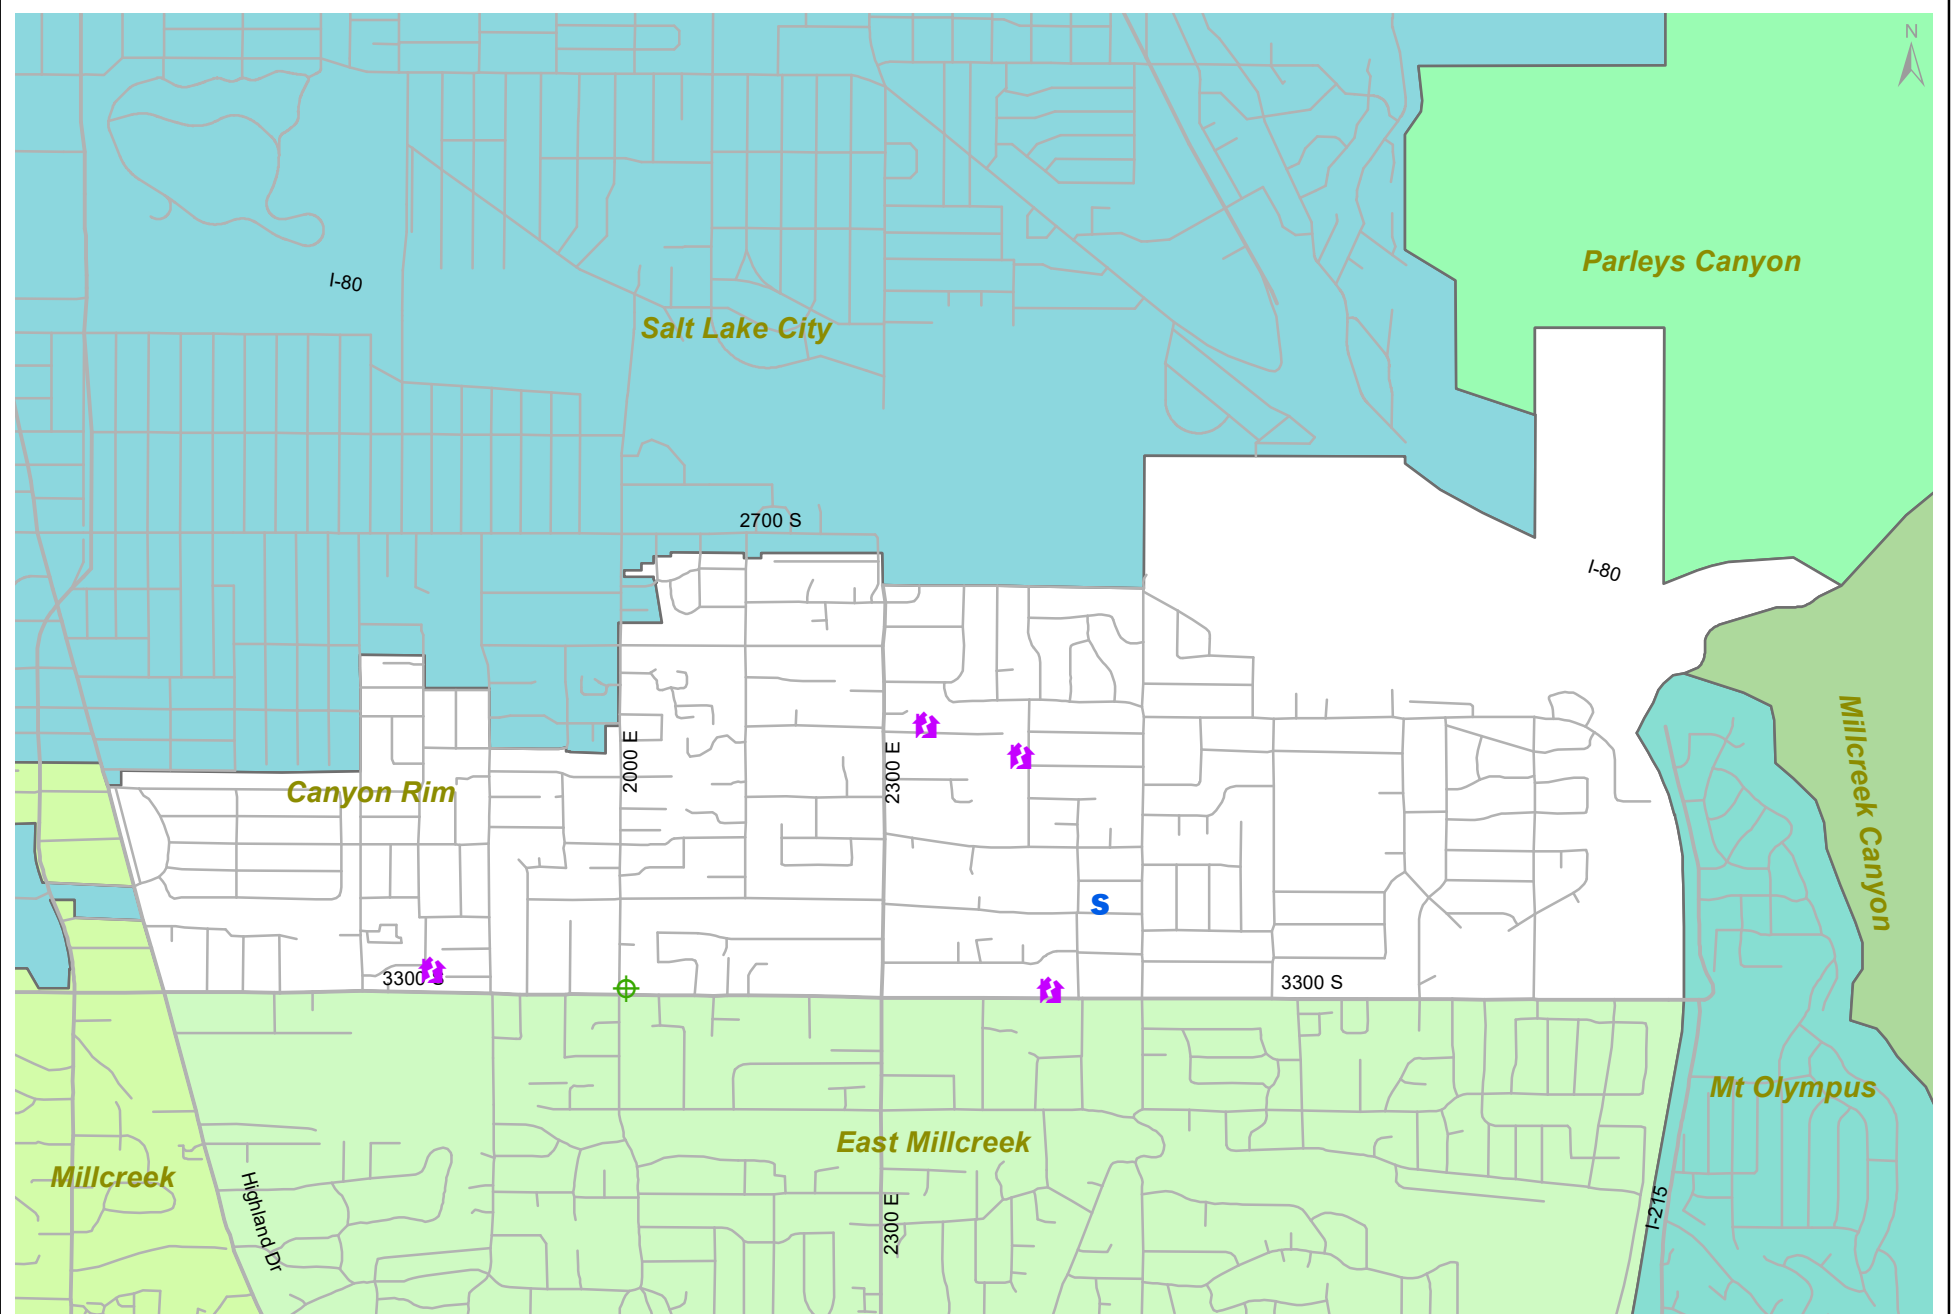 N
Parleys Canyon
I-80
Salt Lake City
2700 S
I-80
2000 E
2300 E
Canyon Rim
Millcreek Canyon
S
3300 S
3300 S
Mt Olympus
East Millcreek
Millcreek
Highland Dr
2300 E
I-215